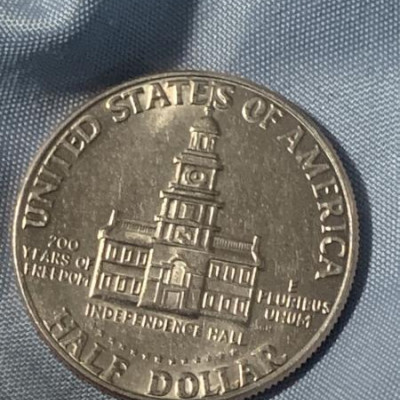 UNITED STATES OF AMERICA
200
YEARS OF
FREEDOM
E
PLURIBUS
UNUM
INDEPENDENCE HALL
HALF DOLLAR